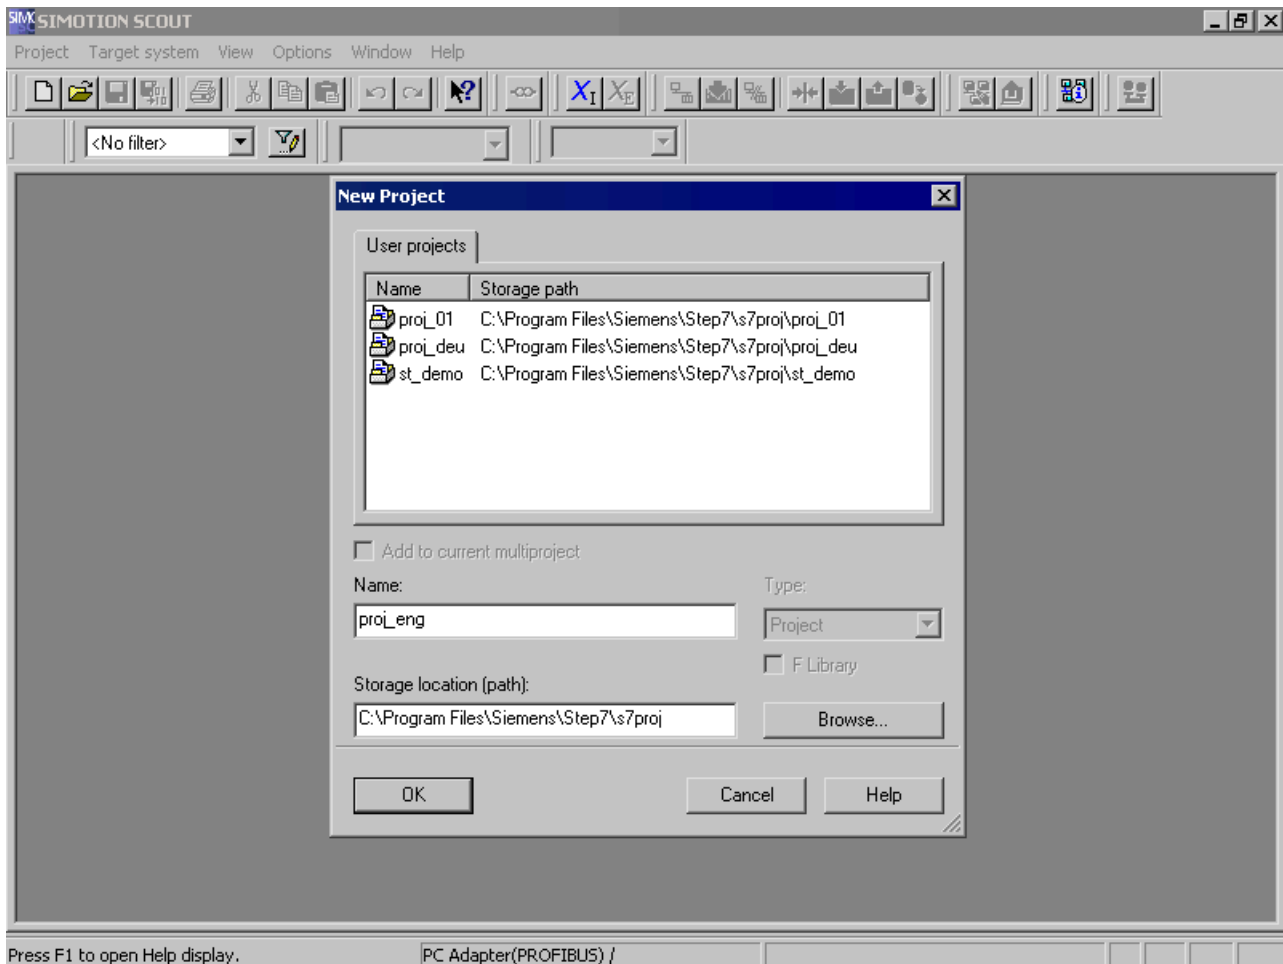 SIMOTION SCOUT
Project Target system View Options Window Help
<No filter>
New Project
User projects
Name Storage path
proj_01 C:\Program Files\Siemens\Step7\s7proj\proj_01
proj_deu C:\Program Files\Siemens\Step7\s7proj\proj_deu
st_demo C:\Program Files\Siemens\Step7\s7proj\st_demo
Add to current multiproject
Name: Type:
proj_eng Project
F Library
Storage location (path):
C:\Program Files\Siemens\Step7\s7proj Browse...
OK Cancel Help
Press F1 to open Help display. PC Adapter(PROFIBUS) /